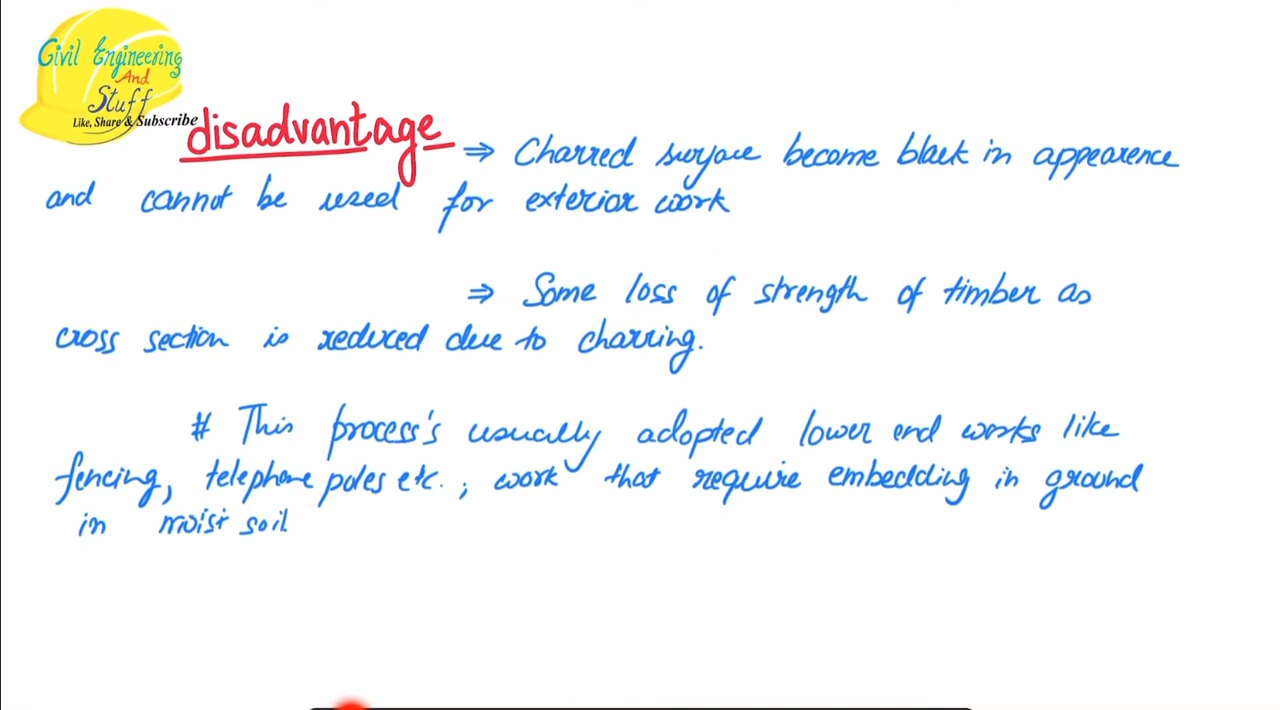 Civil Engineering
And
Stuff
Like, Share & Subscribe
disadvantage ⇒ Charred surface become black in appearence
and cannot be used for exterior work
⇒ Some loss of strength of timber as
cross section is reduced due to charring.
# This process's usually adopted lower end works like
fencing, telephone poles etc. ; work that require embedding in ground
in moist soil